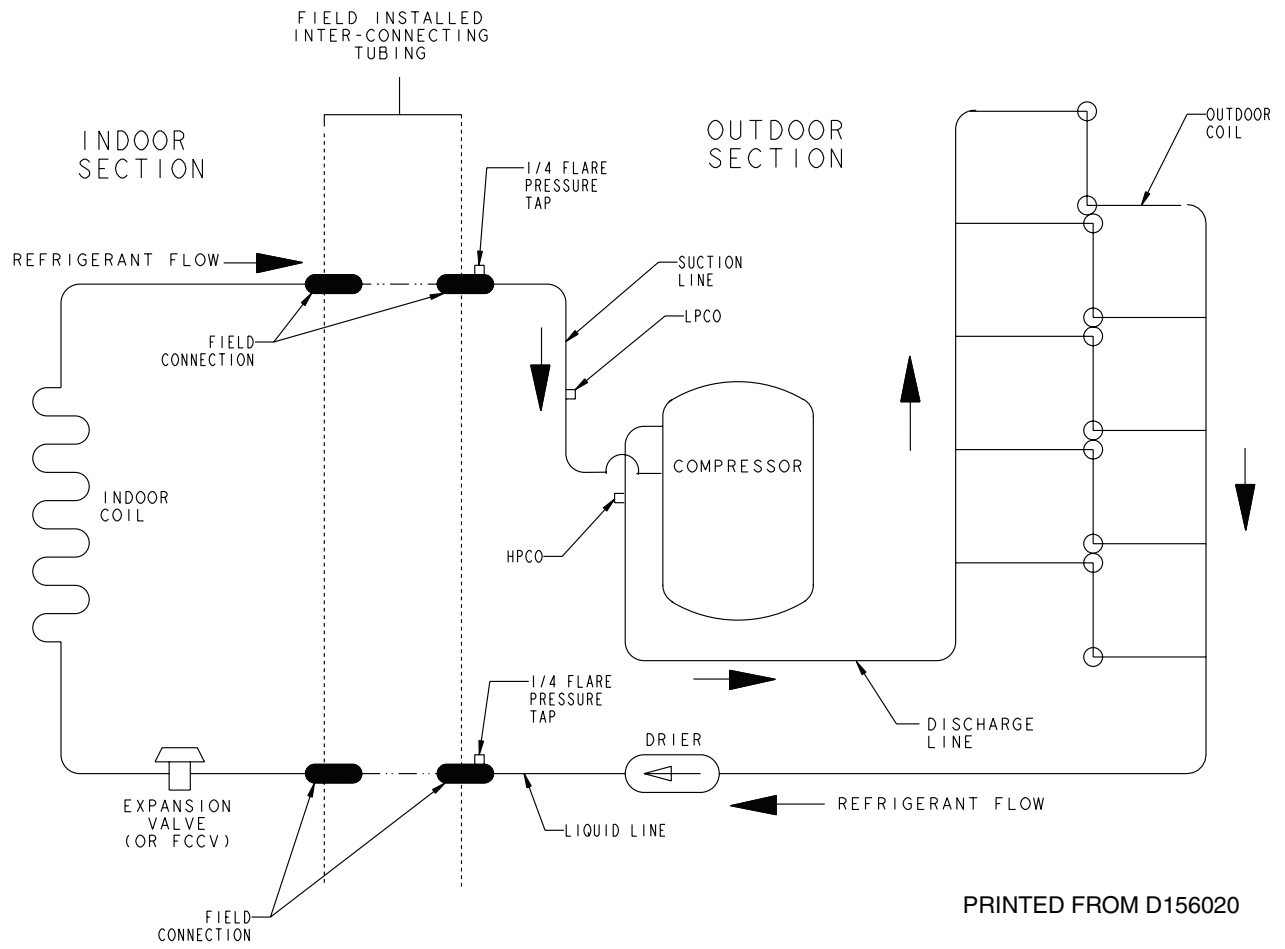 FIELD INSTALLED
INTER-CONNECTING
TUBING
INDOOR
SECTION
OUTDOOR
SECTION
OUTDOOR
COIL
1/4 FLARE
PRESSURE
TAP
REFRIGERANT FLOW
SUCTION
LINE
LPCO
FIELD
CONNECTION
COMPRESSOR
INDOOR
COIL
HPCO
1/4 FLARE
PRESSURE
TAP
DISCHARGE
LINE
DRIER
EXPANSION
VALVE
(OR FCCV)
REFRIGERANT FLOW
LIQUID LINE
FIELD
CONNECTION
PRINTED FROM D156020